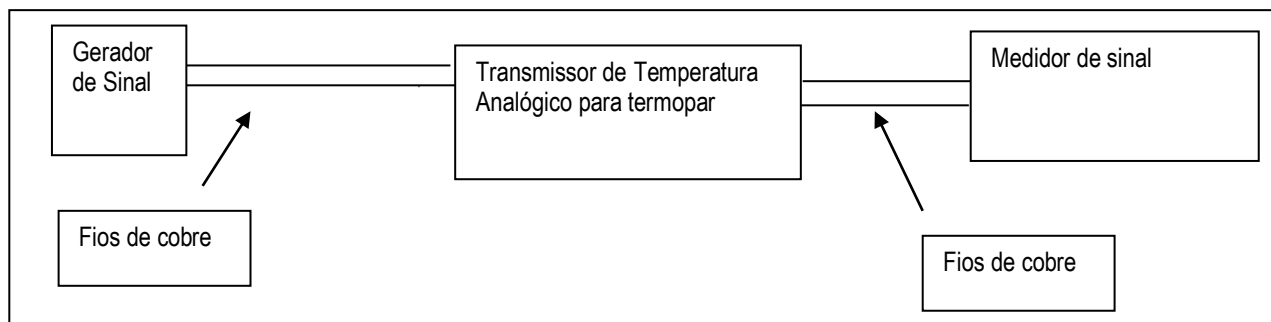 Gerador
de Sinal
Transmissor de Temperatura
Analógico para termopar
Medidor de sinal
Fios de cobre
Fios de cobre